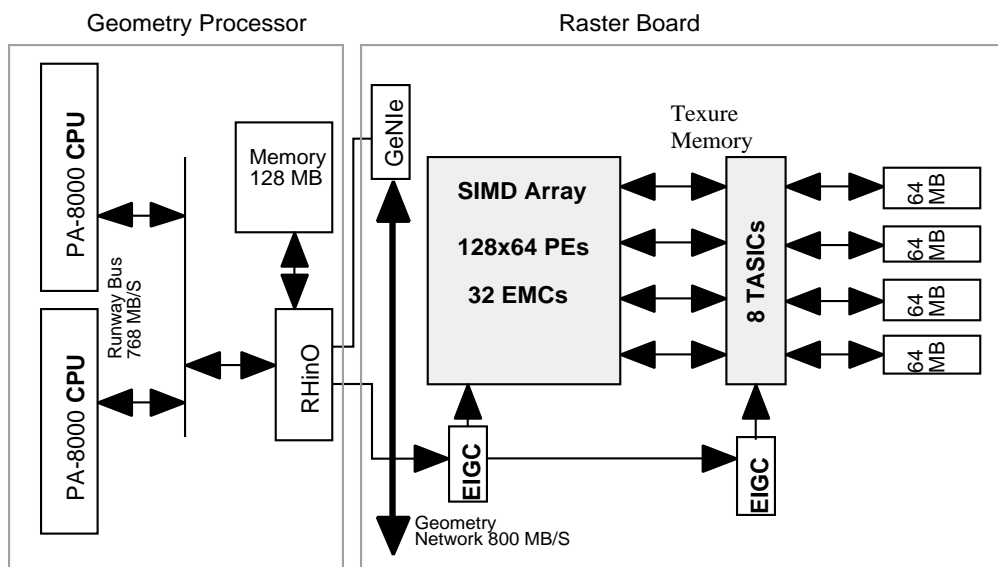 Geometry Processor
Raster Board
PA-8000 CPU
PA-8000 CPU
Runway Bus
768 MB/S
Memory
128 MB
RHinO
GeNIe
Geometry
Network 800 MB/S
SIMD Array
128x64 PEs
32 EMCs
EIGC
Texure
Memory
8 TASICs
EIGC
64
MB
64
MB
64
MB
64
MB